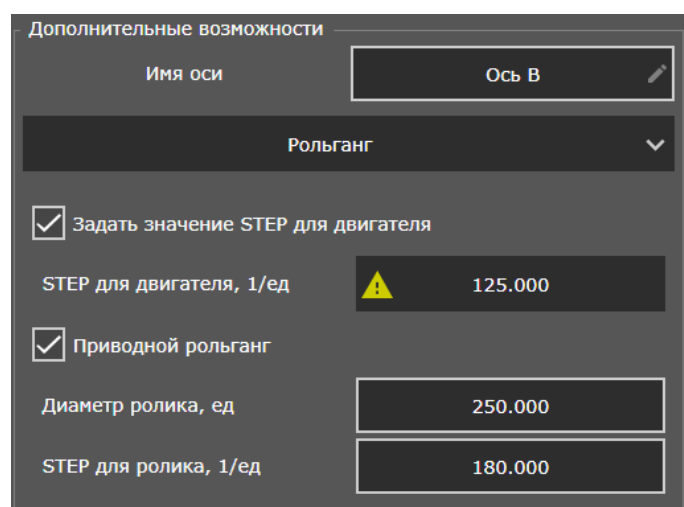 Дополнительные возможности
Имя оси Ось B
Рольганг
Задать значение STEP для двигателя
STEP для двигателя, 1/ед 125.000
Приводной рольганг
Диаметр ролика, ед 250.000
STEP для ролика, 1/ед 180.000